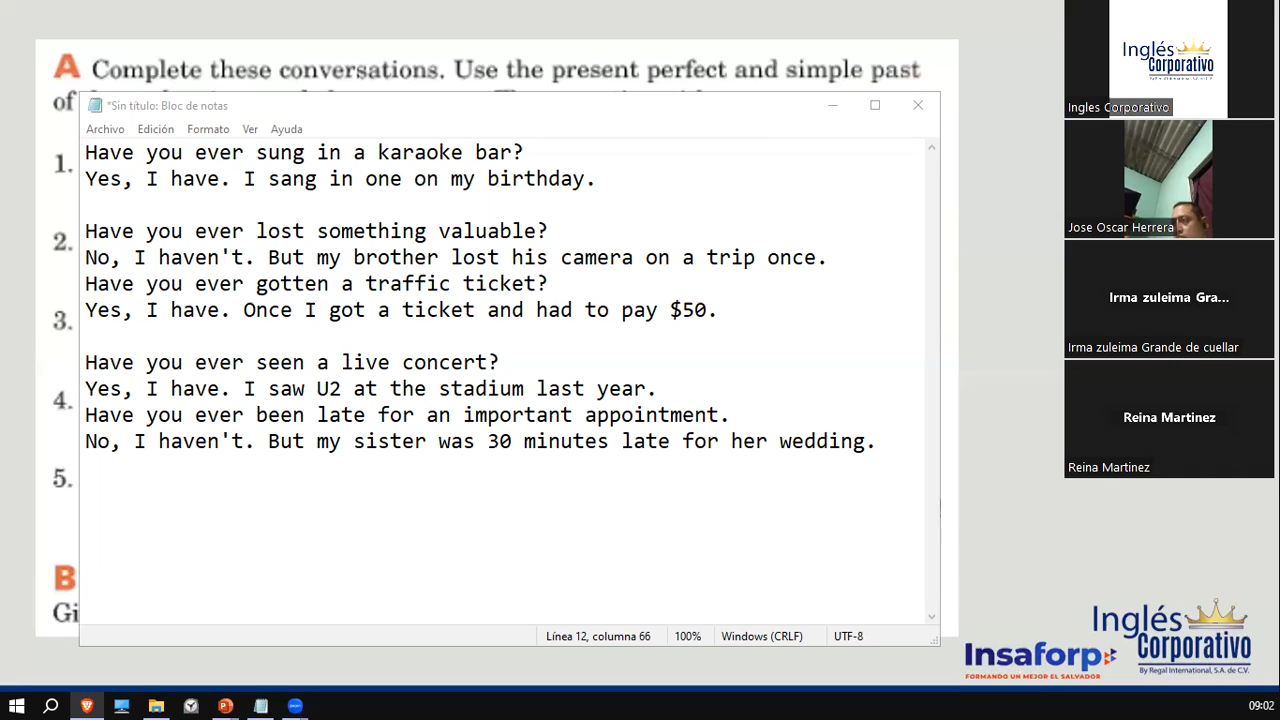 A Complete these conversations. Use the present perfect and simple past
of
*Sin título: Bloc de notas
Archivo Edición Formato Ver Ayuda
1.
Have you ever sung in a karaoke bar?
Yes, I have. I sang in one on my birthday.
2.
Have you ever lost something valuable?
No, I haven't. But my brother lost his camera on a trip once.
Have you ever gotten a traffic ticket?
3.
Yes, I have. Once I got a ticket and had to pay $50.
Have you ever seen a live concert?
Yes, I have. I saw U2 at the stadium last year.
4.
Have you ever been late for an important appointment.
No, I haven't. But my sister was 30 minutes late for her wedding.
5.
B
Gi
Línea 12, columna 66 100% Windows (CRLF) UTF-8
Inglés
Corporativo
Ingles Corporativo
Jose Oscar Herrera
Irma zuleima Gra...
Irma zuleima Grande de cuellar
Reina Martinez
Reina Martinez
Insaforp
FORMANDO UN MEJOR EL SALVADOR
Inglés
Corporativo
By Regal International, S.A. de C.V.
09:02